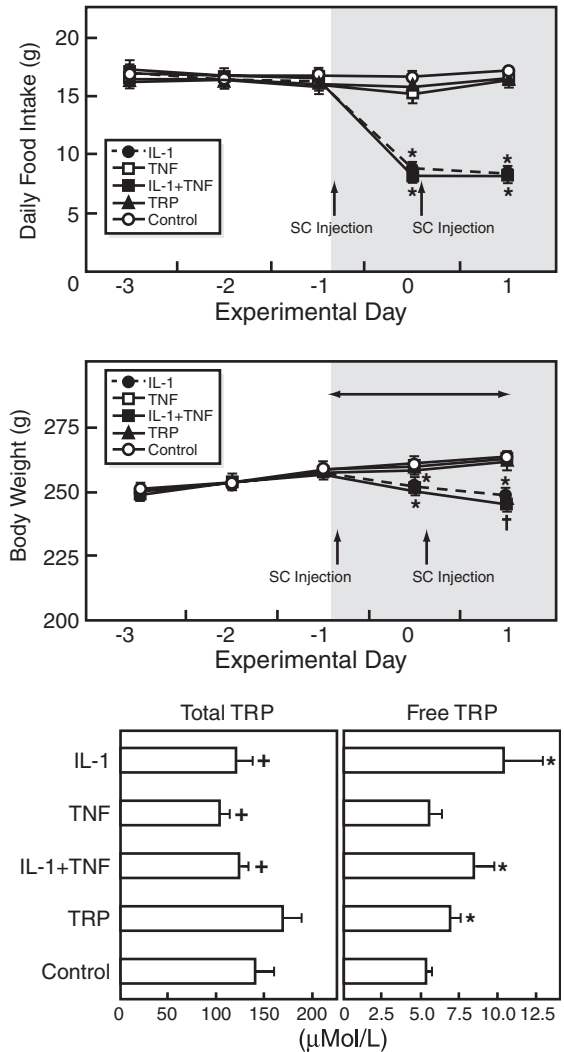 Daily Food Intake (g)
20
15
10
5
0
IL-1
TNF
IL-1+TNF
TRP
Control
*
*
*
*
SC Injection
SC Injection
-3
-2
-1
0
1
Experimental Day
Body Weight (g)
275
250
225
200
IL-1
TNF
IL-1+TNF
TRP
Control
*
*
*
†
SC Injection
SC Injection
-3
-2
-1
0
1
Experimental Day
Total TRP
Free TRP
IL-1
+
*
TNF
+
IL-1+TNF
+
*
TRP
*
Control
0
50
100
150
200
0
2.5
5.0
7.5
10.0
12.5
(μMol/L)